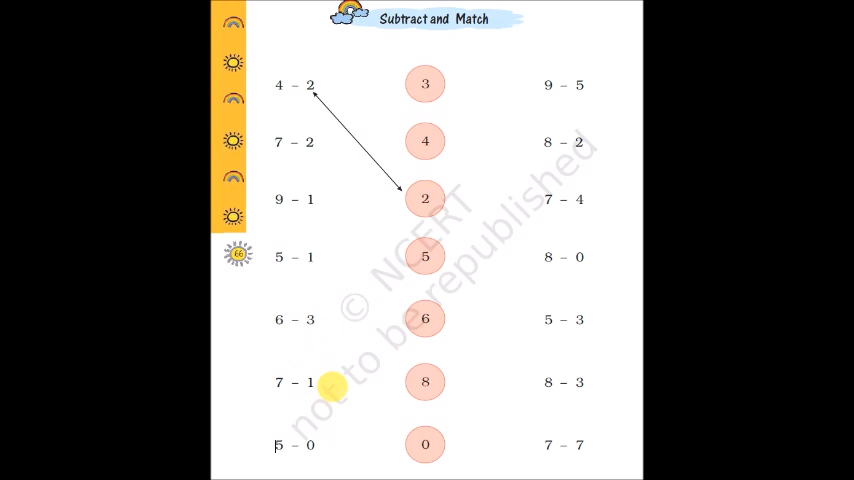 Subtract and Match
4 – 2 3 9 – 5
7 – 2 4 8 – 2
9 – 1 2 7 – 4
5 – 1 5 8 – 0
66
6 – 3 6 5 – 3
7 – 1 8 8 – 3
5 – 0 0 7 – 7
© NCERT
not to be republished